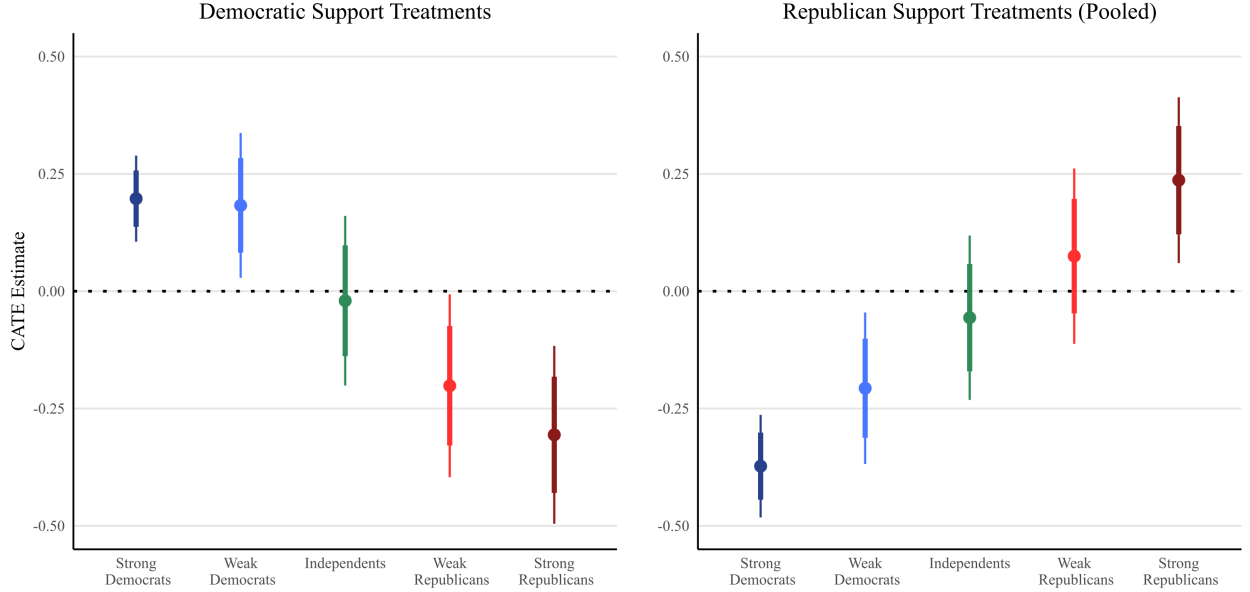 Democratic Support Treatments
Republican Support Treatments (Pooled)
CATE Estimate
0.50
0.25
0.00
-0.25
-0.50
Strong
Democrats
Weak
Democrats
Independents
Weak
Republicans
Strong
Republicans
0.50
0.25
0.00
-0.25
-0.50
Strong
Democrats
Weak
Democrats
Independents
Weak
Republicans
Strong
Republicans